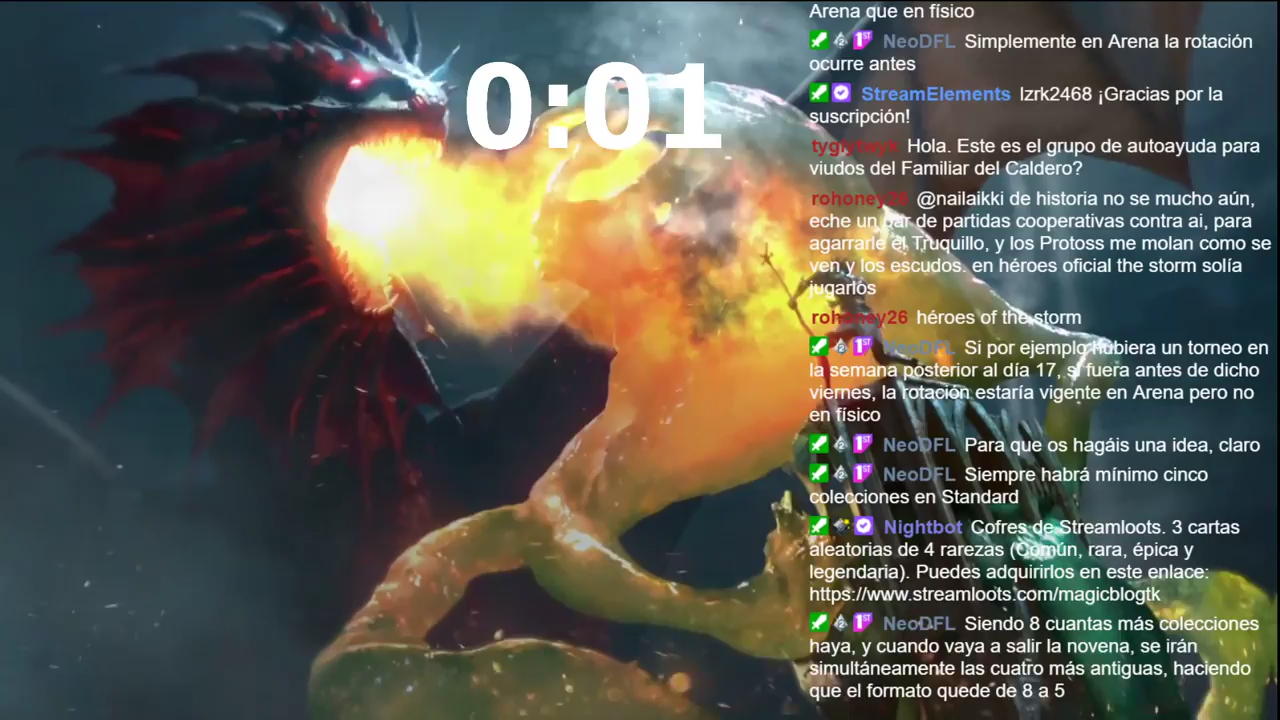 0:01
Arena que en físico
NeoDFL Simplemente en Arena la rotación
ocurre antes
StreamElements lzrk2468 ¡Gracias por la
suscripción!
Hola. Este es el grupo de autoayuda para
viudos del Familiar del Caldero?
rohoney26 @nailaikki de historia no se mucho aún,
eche un par de partidas cooperativas contra ai, para
agarrarle el Truquillo, y los Protoss me molan como se
ven y los escudos. en héroes oficial the storm solía
jugarlos
rohoney26 héroes of the storm
NeoDFL Si por ejemplo hubiera un torneo en
la semana posterior al día 17, si fuera antes de dicho
viernes, la rotación estaría vigente en Arena pero no
en físico
NeoDFL Para que os hagáis una idea, claro
NeoDFL Siempre habrá mínimo cinco
colecciones en Standard
Nightbot Cofres de Streamloots. 3 cartas
aleatorias de 4 rarezas (Común, rara, épica y
legendaria). Puedes adquirirlos en este enlace:
https://www.streamloots.com/magicblogtk
NeoDFL Siendo 8 cuantas más colecciones
haya, y cuando vaya a salir la novena, se irán
simultáneamente las cuatro más antiguas, haciendo
que el formato quede de 8 a 5